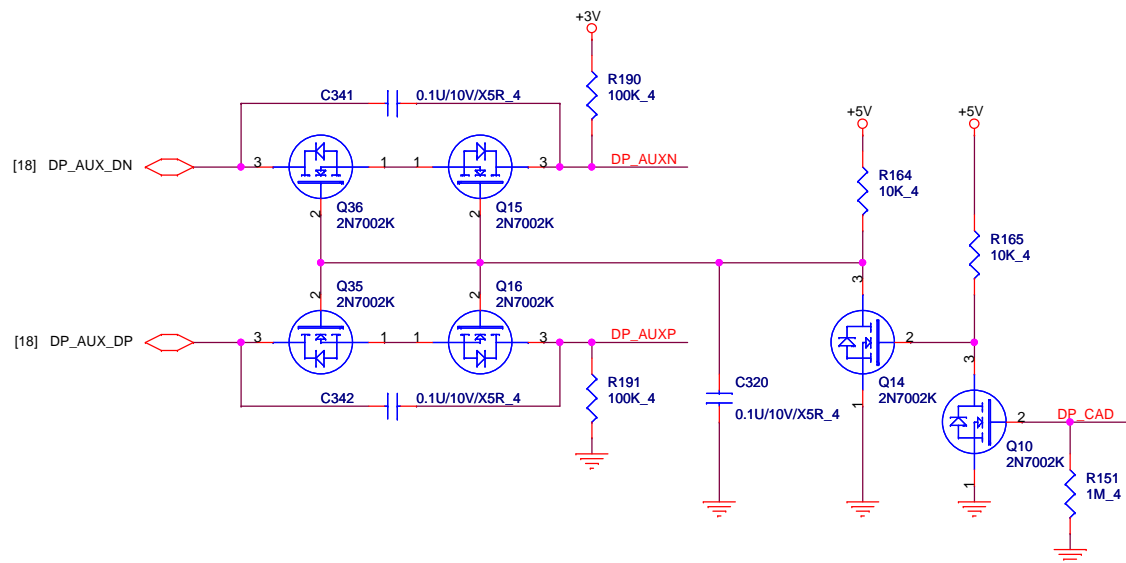 +3V
R190
100K_4
C341
0.1U/10V/X5R_4
+5V
+5V
[18] DP_AUX_DN
3
1
1
3
DP_AUXN
R164
10K_4
2
Q36
2N7002K
2
Q15
2N7002K
R165
10K_4
2
Q35
2N7002K
2
Q16
2N7002K
3
[18] DP_AUX_DP
3
1
1
3
DP_AUXP
2
3
C342
0.1U/10V/X5R_4
R191
100K_4
C320
0.1U/10V/X5R_4
Q14
2N7002K
1
2
DP_CAD
Q10
2N7002K
1
R151
1M_4